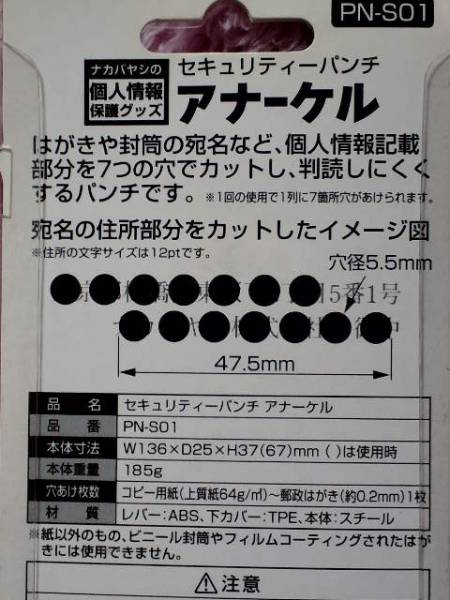 PN-S01
ナカバヤシの
個人情報
保護グッズ
セキュリティーパンチ
アナーケル
はがきや封筒の宛名など、個人情報記載
部分を7つの穴でカットし、判読しにくく
するパンチです。※1回の使用で1列に7箇所穴があけられます。
宛名の住所部分をカットしたイメージ図
※住所の文字サイズは12ptです。
穴径5.5mm
5番1号
47.5mm
品 名 セキュリティーパンチ アナーケル
品 番 PN-S01
本体寸法 W136×D25×H37(67)mm ( )は使用時
本体重量 185g
穴あけ枚数 コピー用紙(上質紙64g/㎡)~郵政はがき(約0.2mm)1枚
材 質 レバー:ABS、下カバー:TPE、本体:スチール
※紙以外のもの、ビニール封筒やフィルムコーティングされたはが
きには使用できません。
⚠注意